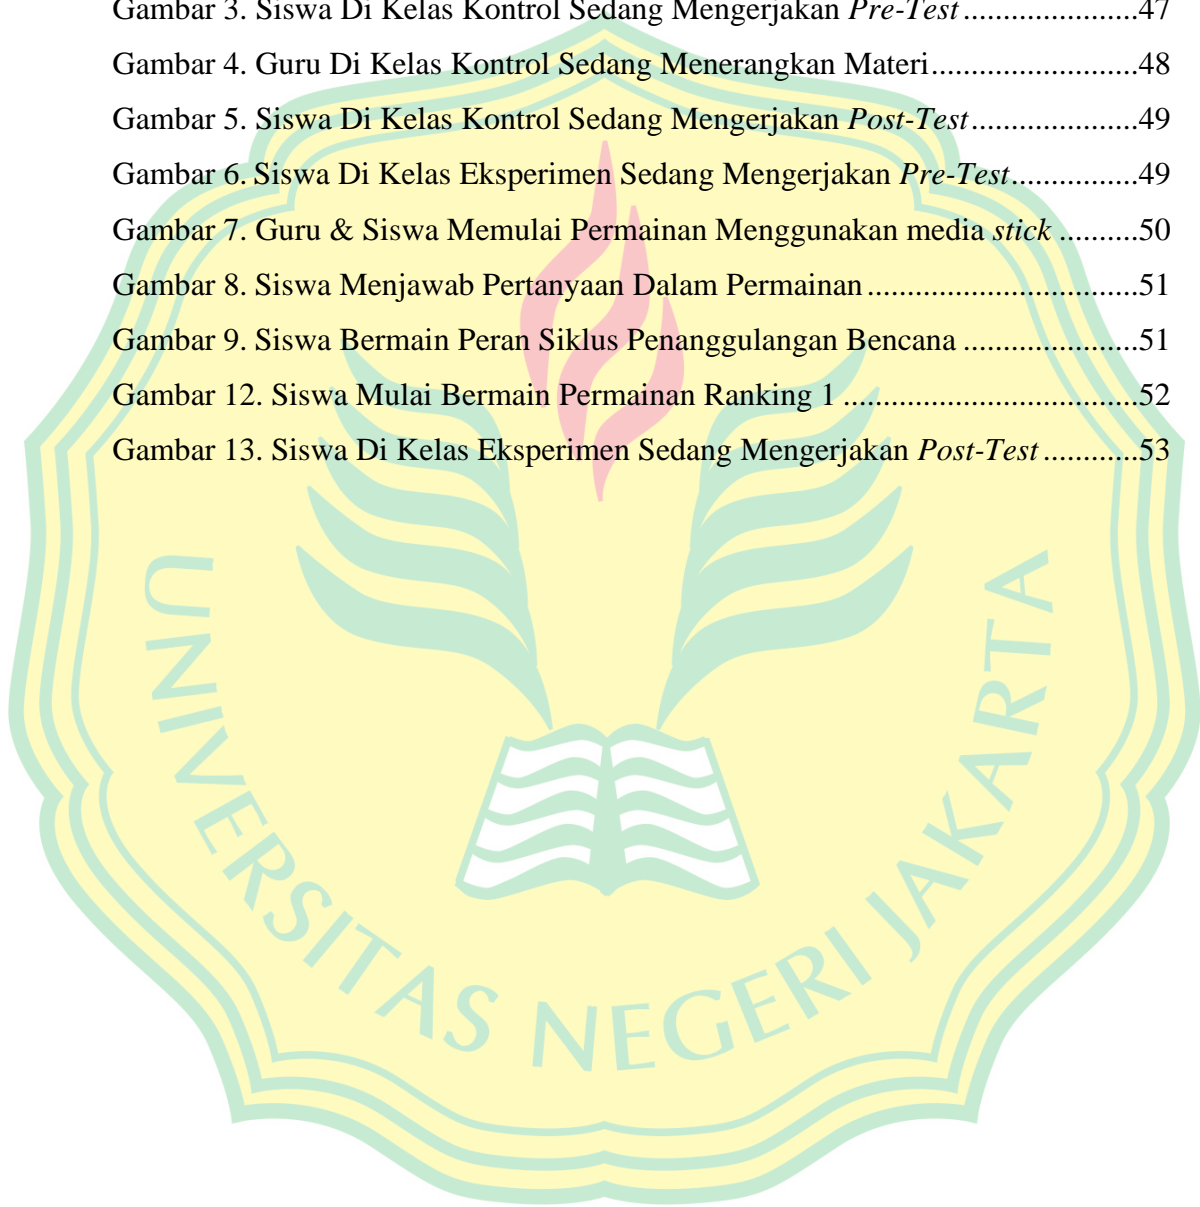 Gambar 3. Siswa Di Kelas Kontrol Sedang Mengerjakan Pre-Test......................47
Gambar 4. Guru Di Kelas Kontrol Sedang Menerangkan Materi..........................48
Gambar 5. Siswa Di Kelas Kontrol Sedang Mengerjakan Post-Test.....................49
Gambar 6. Siswa Di Kelas Eksperimen Sedang Mengerjakan Pre-Test................49
Gambar 7. Guru & Siswa Memulai Permainan Menggunakan media stick ..........50
Gambar 8. Siswa Menjawab Pertanyaan Dalam Permainan..................................51
Gambar 9. Siswa Bermain Peran Siklus Penanggulangan Bencana ......................51
Gambar 12. Siswa Mulai Bermain Permainan Ranking 1.....................................52
Gambar 13. Siswa Di Kelas Eksperimen Sedang Mengerjakan Post-Test............53
UNIVERSITAS NEGERI JAKARTA